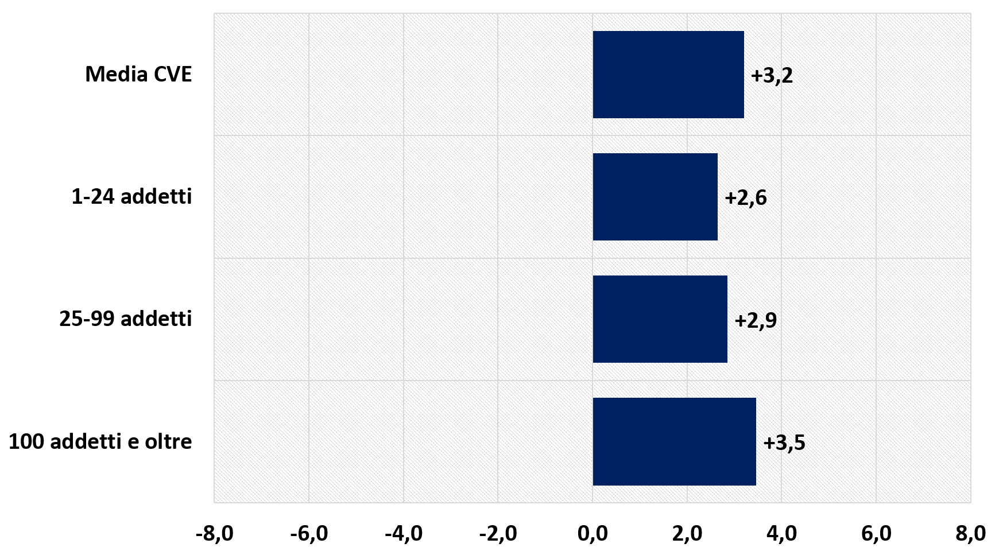 Media CVE
+3,2
1-24 addetti
+2,6
25-99 addetti
+2,9
100 addetti e oltre
+3,5
-8,0 -6,0 -4,0 -2,0 0,0 2,0 4,0 6,0 8,0